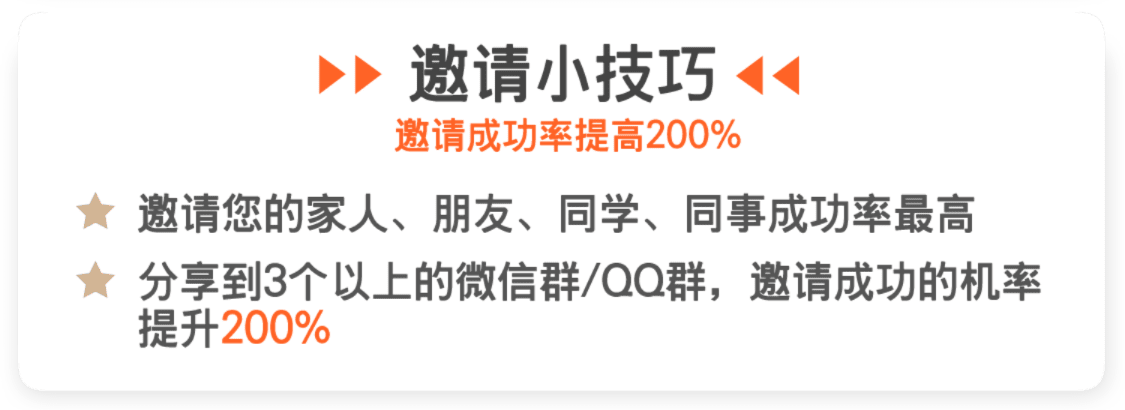 邀请小技巧
邀请成功率提高200%
邀请您的家人、朋友、同学、同事成功率最高
分享到3个以上的微信群/QQ群，邀请成功的机率
提升200%